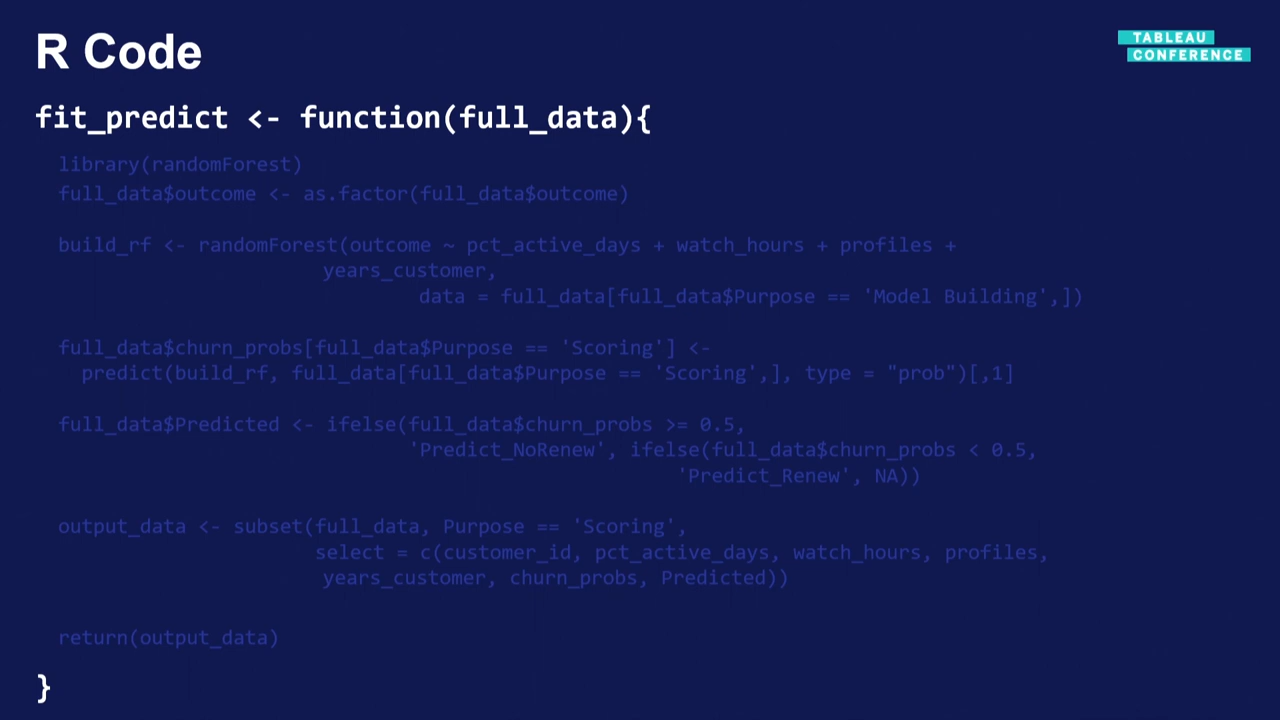 R Code
TABLEAU
CONFERENCE
fit_predict <- function(full_data){
library(randomForest)
full_data$outcome <- as.factor(full_data$outcome)
build_rf <- randomForest(outcome ~ pct_active_days + watch_hours + profiles +
years_customer,
data = full_data[full_data$Purpose == 'Model Building',])
full_data$churn_probs[full_data$Purpose == 'Scoring'] <-
predict(build_rf, full_data[full_data$Purpose == 'Scoring',], type = "prob")[,1]
full_data$Predicted <- ifelse(full_data$churn_probs >= 0.5,
'Predict_NoRenew', ifelse(full_data$churn_probs < 0.5,
'Predict_Renew', NA))
output_data <- subset(full_data, Purpose == 'Scoring',
select = c(customer_id, pct_active_days, watch_hours, profiles,
years_customer, churn_probs, Predicted))
return(output_data)
}